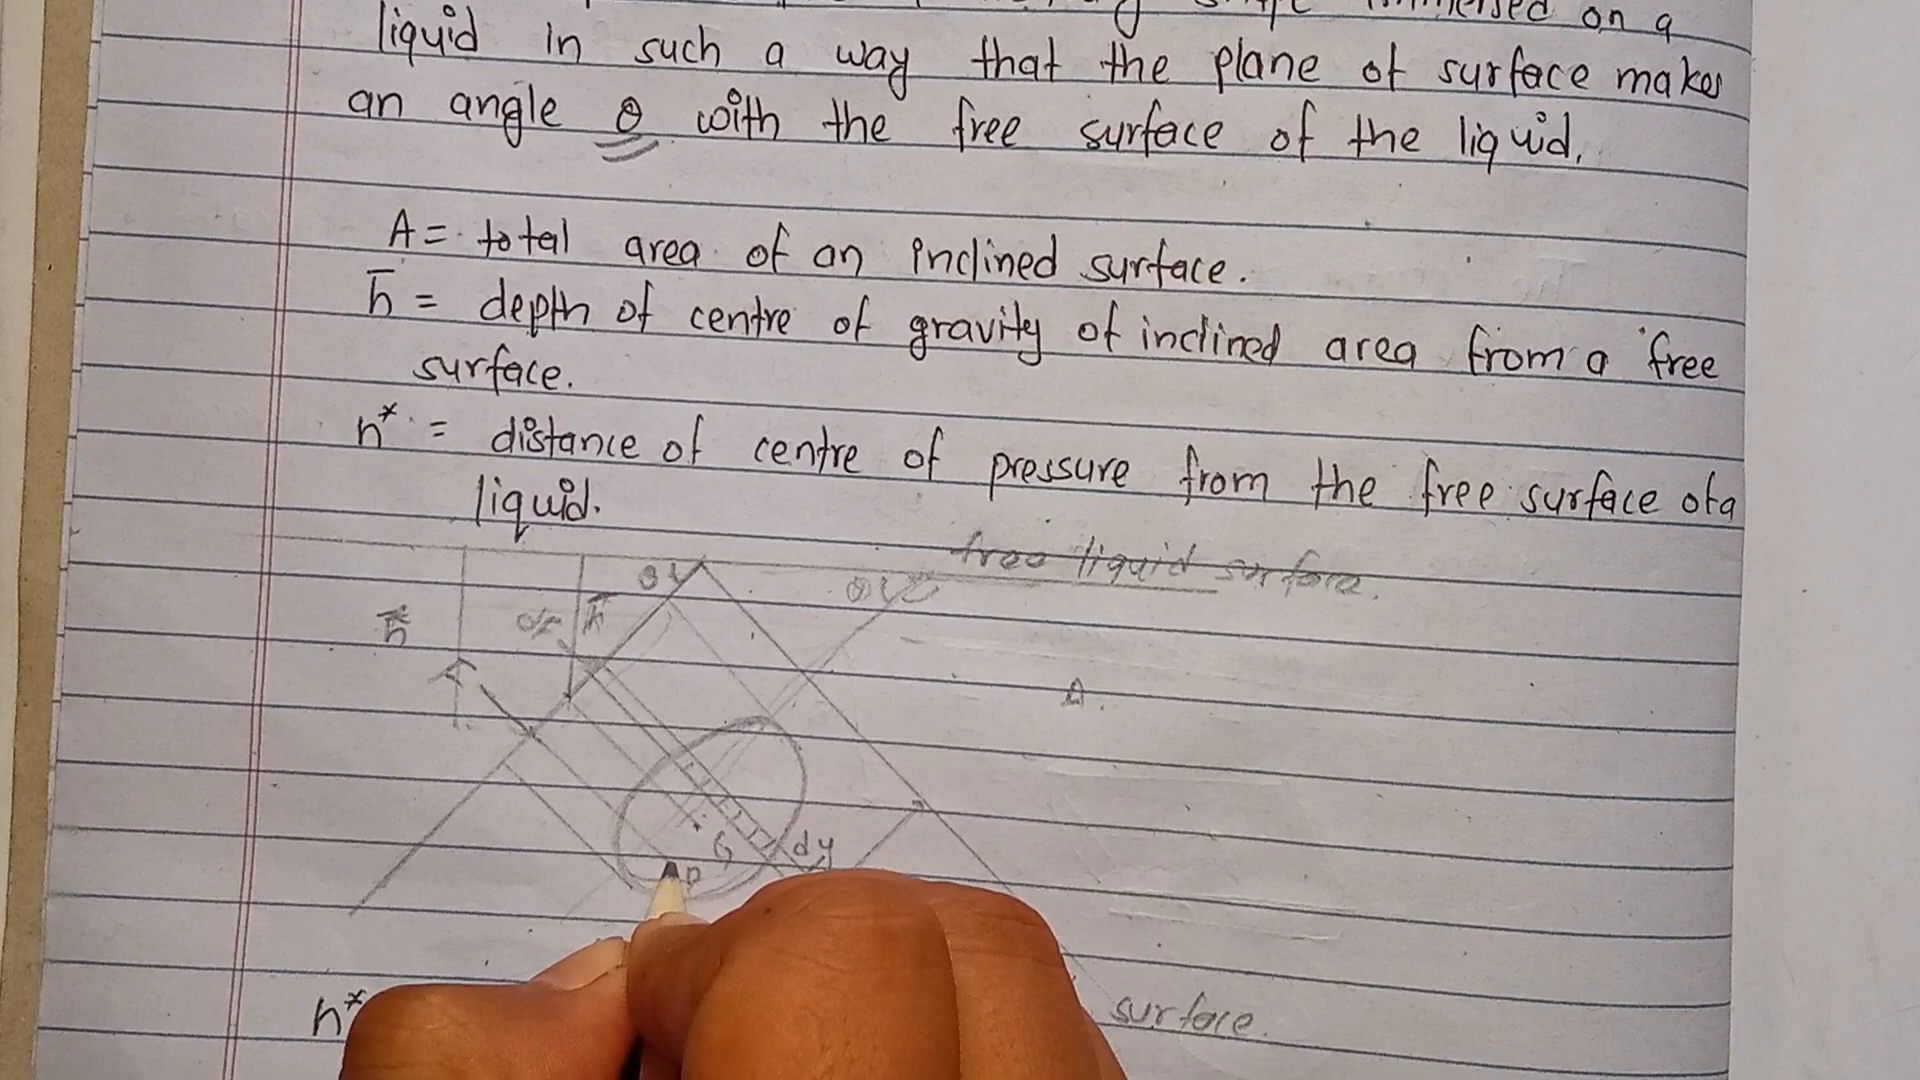 immersed on a
liquid in such a way that the plane of surface makes
an angle θ with the free surface of the liquid.
A = total area of an inclined surface.
h̄ = depth of centre of gravity of inclined area from a free
surface.
h* = distance of centre of pressure from the free surface of a
liquid.
free liquid surface.
θ
θ
h̄
A
G
dy
P
h*
surface.